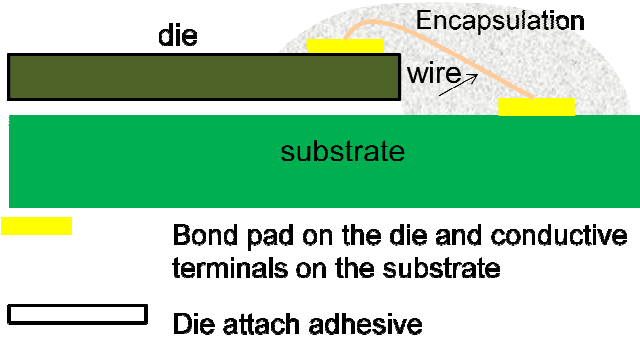 Encapsulation
die
wire
substrate
Bond pad on the die and conductive
terminals on the substrate
Die attach adhesive